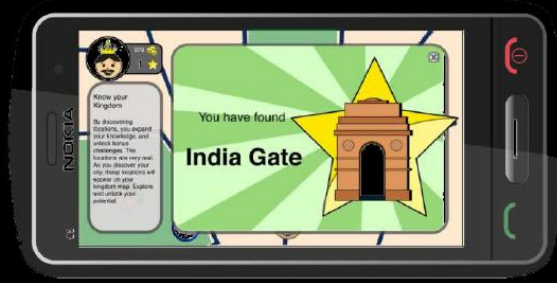 NOKIA
Know your
Kingdom
By discovering
locations, you expand
your knowledge, and
unlock bonus
challenges. The
locations are very real.
As you discover your
city, these locations will
appear on your
kingdom map. Explore
and unlock your
potential!
You have found
India Gate